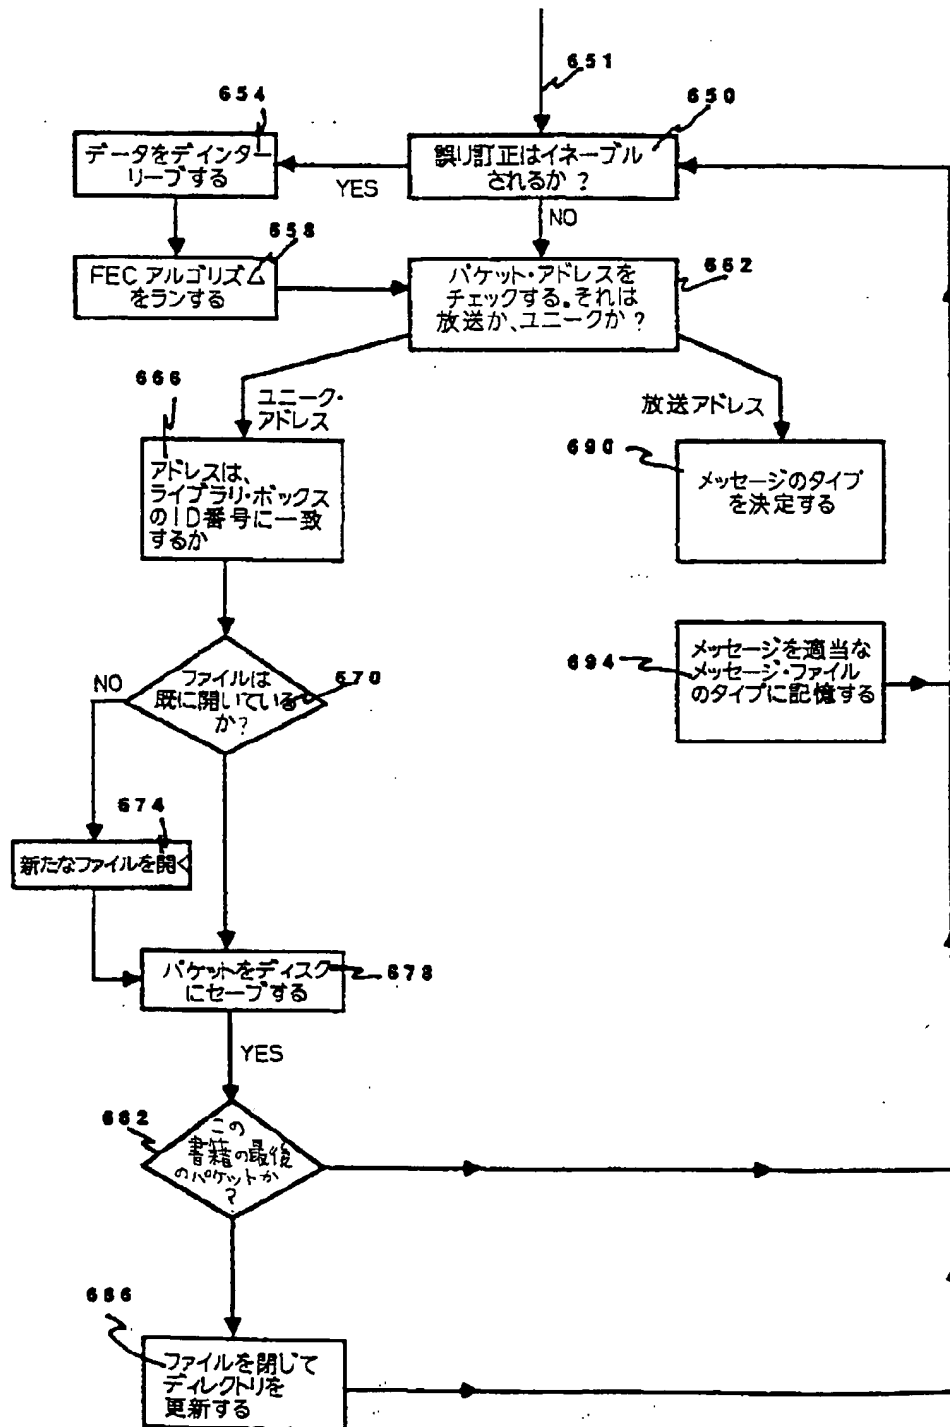 651
654
650
データをデインター
リーブする
YES
誤り訂正はイネーブル
されるか？
NO
658
FEC アルゴリズム
をランする
パケット・アドレスを
チェックする。それは
放送か、ユニークか？
662
666
ユニーク・
アドレス
放送アドレス
アドレスは、
ライブラリ・ボックス
のID番号に一致
するか
690
メッセージのタイプ
を決定する
NO
ファイルは
既に開いている
か？
670
694
メッセージを適当な
メッセージ・ファイル
のタイプに記憶する
674
新たなファイルを開く
パケットをディスク
にセーブする
678
YES
682
この
書籍の最後
のパケットか
？
686
ファイルを閉じて
ディレクトリを
更新する